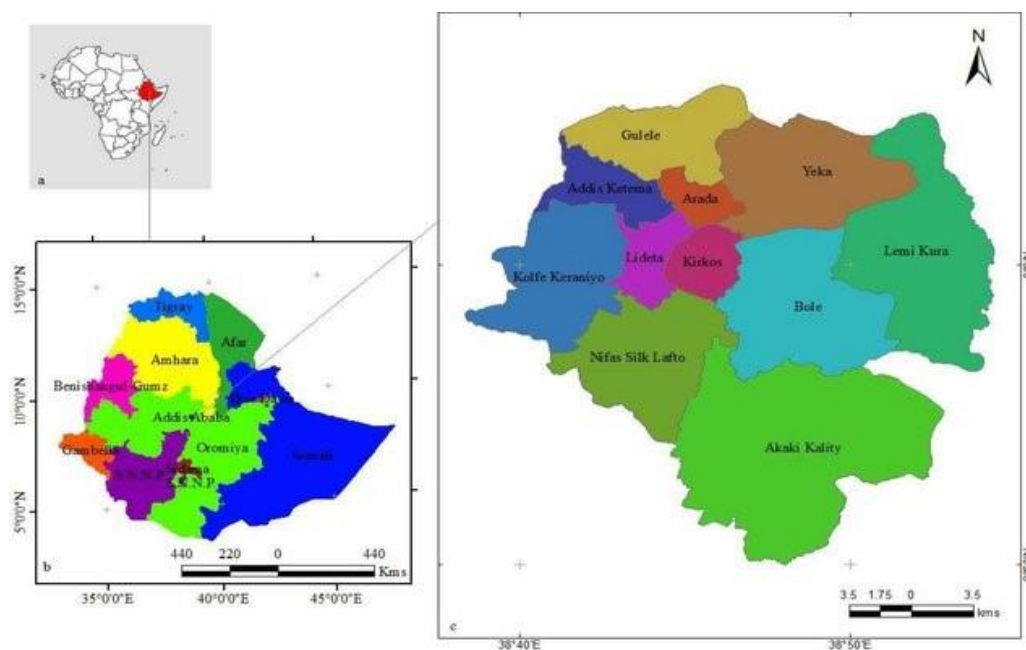 a
15°0'0"N
10°0'0"N
5°0'0"N
Tigray
Afar
Amhara
Benishangul-Gumz
Addis Ababa
Oromiya
Gambella
Somali
S.N.N.P
Sidama
S.N.N.P
440 220 0 440
Kms
b
35°0'0"E 40°0'0"E 45°0'0"E
N
Gulele
Yeka
Addis Ketema
Arada
Lemi Kura
Lideta
Kirkos
Kolfe Keraniyo
Bole
Nifas Silk Lafto
Akaki Kality
3.5 1.75 0 3.5
kms
c
38°40'E 38°50'E